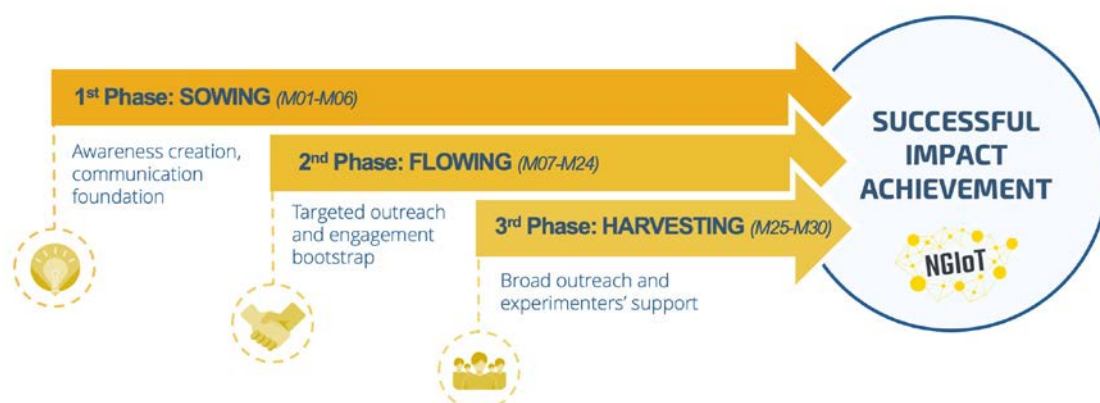 1st Phase: SOWING (M01-M06)
Awareness creation,
communication
foundation
2nd Phase: FLOWING (M07-M24)
Targeted outreach
and engagement
bootstrap
3rd Phase: HARVESTING (M25-M30)
Broad outreach and
experimenters’ support
SUCCESSFUL
IMPACT
ACHIEVEMENT
NGIoT